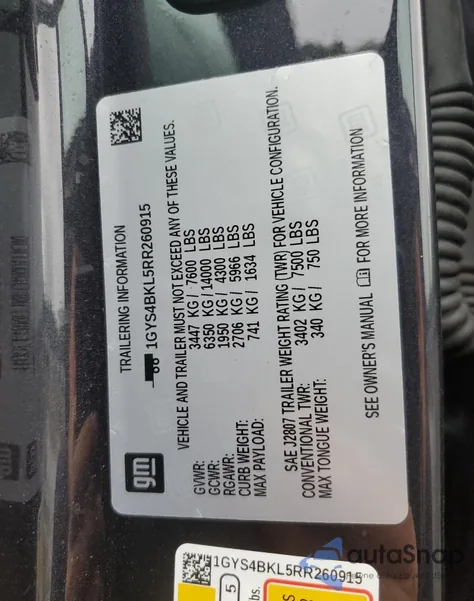 TRAILERING INFORMATION
1GYS4BKL5RR260915
VEHICLE AND TRAILER MUST NOT EXCEED ANY OF THESE VALUES.
GVWR: 3447 KG / 7600 LBS
GCWR: 6350 KG / 14000 LBS
RGAWR: 1950 KG / 4300 LBS
CURB WEIGHT: 2706 KG / 5966 LBS
MAX PAYLOAD: 741 KG / 1634 LBS
SAE J2807 TRAILER WEIGHT RATING (TWR) FOR VEHICLE CONFIGURATION.
CONVENTIONAL TWR: 3402 KG / 7500 LBS
MAX TONGUE WEIGHT: 340 KG / 750 LBS
SEE OWNER'S MANUAL FOR MORE INFORMATION
gm
1GYS4BKL5RR260915
5
bs.
autoSnap